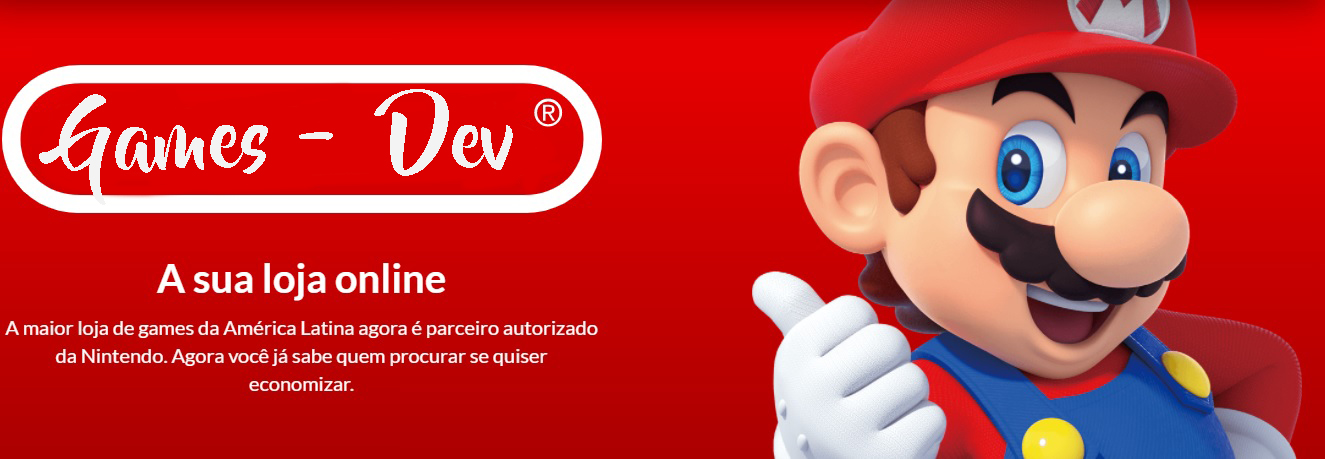 Games - Dev ®
A sua loja online
A maior loja de games da América Latina agora é parceiro autorizado
da Nintendo. Agora você já sabe quem procurar se quiser
economizar.
M